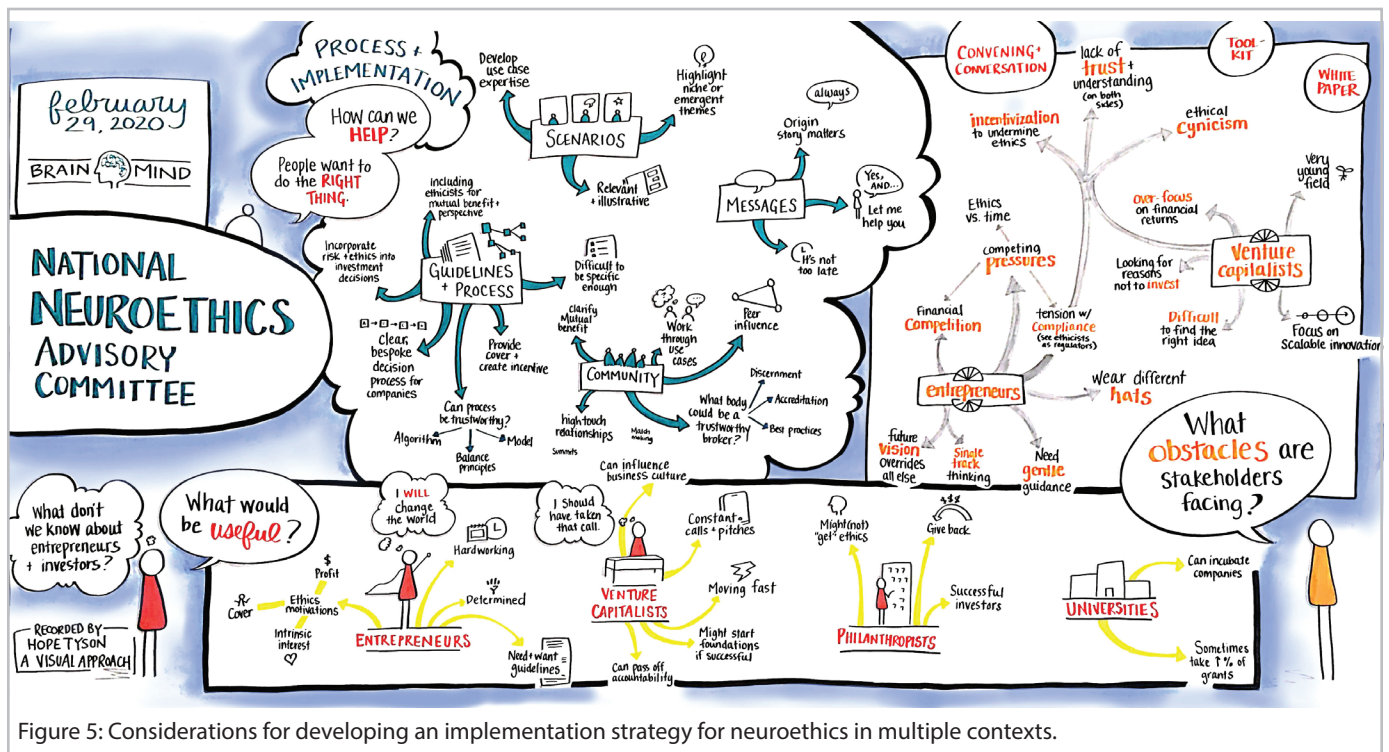 february
29, 2020
BRAIN MIND
NATIONAL
NEUROETHICS
ADVISORY
COMMITTEE
PROCESS +
IMPLEMENTATION
How can we
HELP?
People want to
do the RIGHT
THING.
Develop
use case
expertise
Highlight
niche or
emergent
themes
SCENARIOS
Relevant
+ illustrative
always
Origin
story matters
MESSAGES
Yes,
AND...
Let me
help you
It's not
too late
Including
ethicists for
mutual benefit +
perspective
Incorporate
risk + ethics into
investment
decisions
GUIDELINES
+ PROCESS
Difficult to
be specific
enough
Clear,
bespoke
decision
process for
companies
Provide
cover +
create incentive
Can process
be trustworthy?
Algorithm
Model
Balance
principles
clarify
Mutual
benefit
Work
through
use
cases
Peer
influence
COMMUNITY
high touch
relationships
Match
making
Summits
What body
could be a
trustworthy
broker?
Discernment
Accreditation
Best practices
CONVENING +
CONVERSATION
TOOL-
KIT
WHITE
PAPER
lack of
trust +
understanding
(on both
sides)
incentivization
to undermine
ethics
ethical
Cynicism
Very
young
field
over-focus
on financial
returns
Venture
capitalists
Looking for
reasons
not to invest
Difficult
to find the
right idea
Focus on
Scalable innovation
Ethics
vs. time
competing
pressures
Financial
Competition
tension w/
Compliance
(see ethicists
as regulators)
entrepreneurs
Wear different
hats
future
Vision
overrides
all else
Single
track
thinking
Need
gentle
guidance
What
obstacles are
stakeholders
facing?
What don't
we know about
entrepreneurs
+ investors?
RECORDED BY
HOPE TYSON
A VISUAL APPROACH
What would
be useful?
I WILL
change
the world
Hardworking
$
Profit
Cover
Ethics
motivations
Intrinsic
interest
Determined
ENTREPRENEURS
Need + want
guidelines
I should
have taken
that call.
Can influence
business culture
Constant
calls + pitches
VENTURE
CAPITALISTS
Moving fast
Might start
foundations
if successful
Can pass off
accountability
Might (not)
"get" ethics
$$$
Give back
Successful
investors
PHILANTHROPISTS
UNIVERSITIES
Can incubate
companies
Sometimes
take ↑% of
grants
Figure 5: Considerations for developing an implementation strategy for neuroethics in multiple contexts.